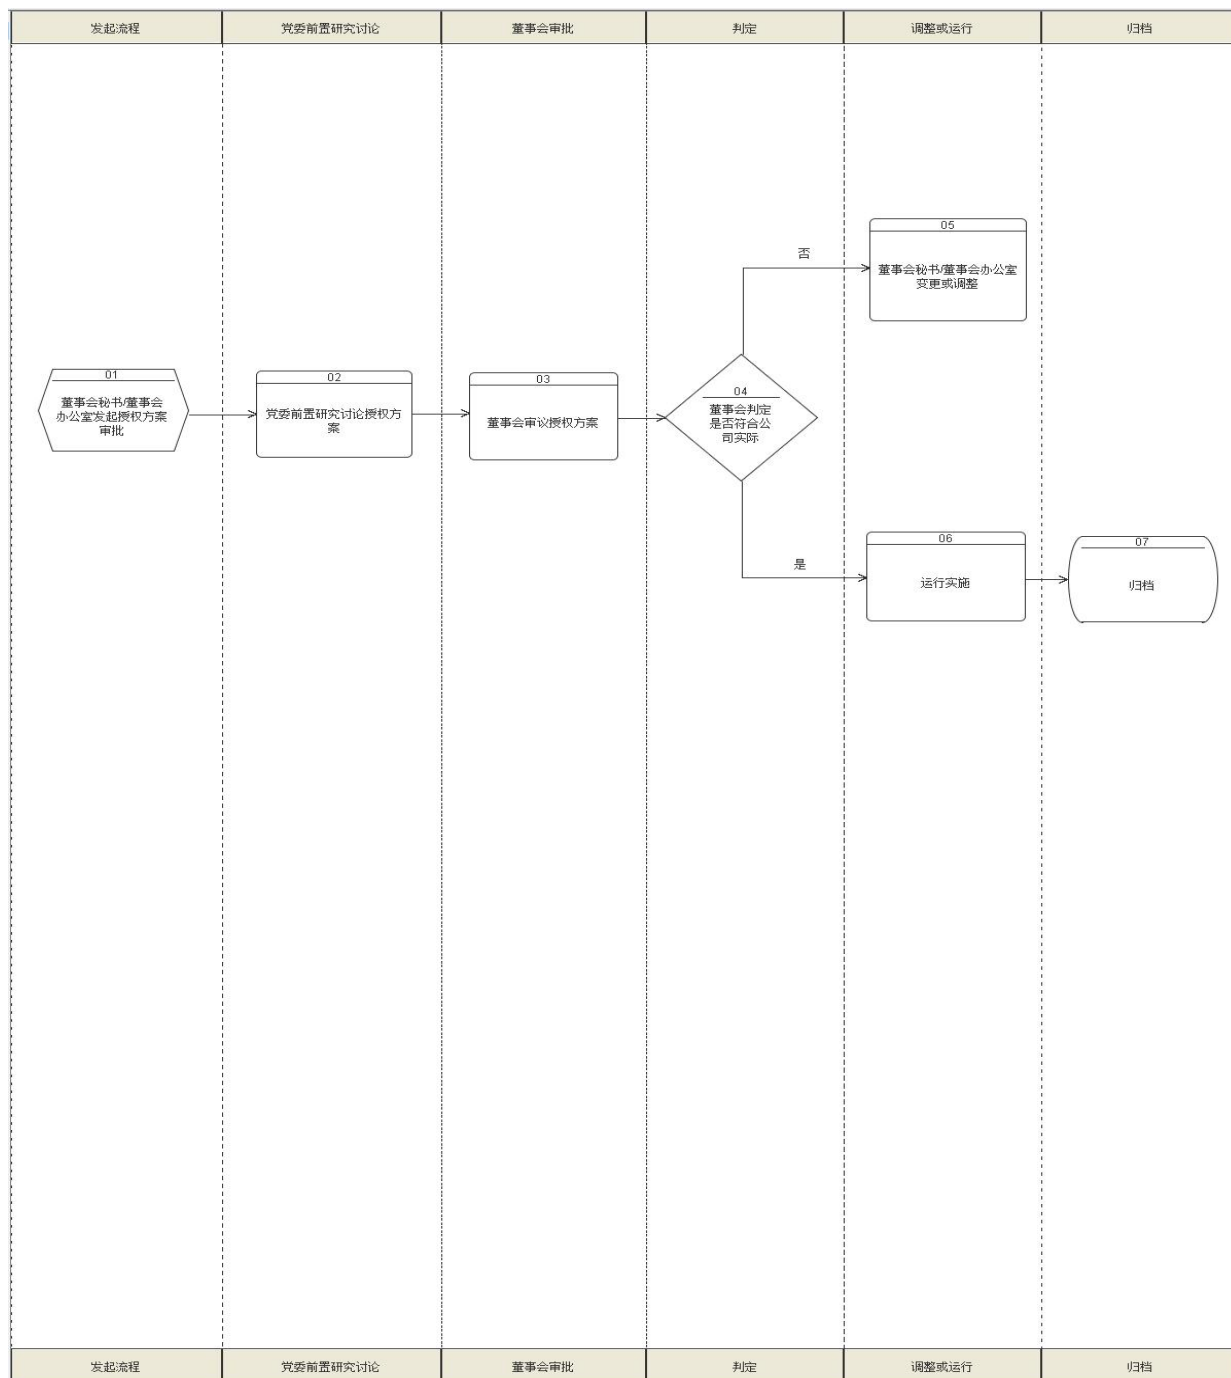 发起流程
党委前置研究讨论
董事会审批
判定
调整或运行
归档
01
董事会秘书/董事会
办公室发起授权方案
审批
02
党委前置研究讨论授权方
案
03
董事会审议授权方案
04
董事会判定
是否符合公
司实际
否
05
董事会秘书/董事会办公室
变更或调整
是
06
运行实施
07
归档
发起流程
党委前置研究讨论
董事会审批
判定
调整或运行
归档